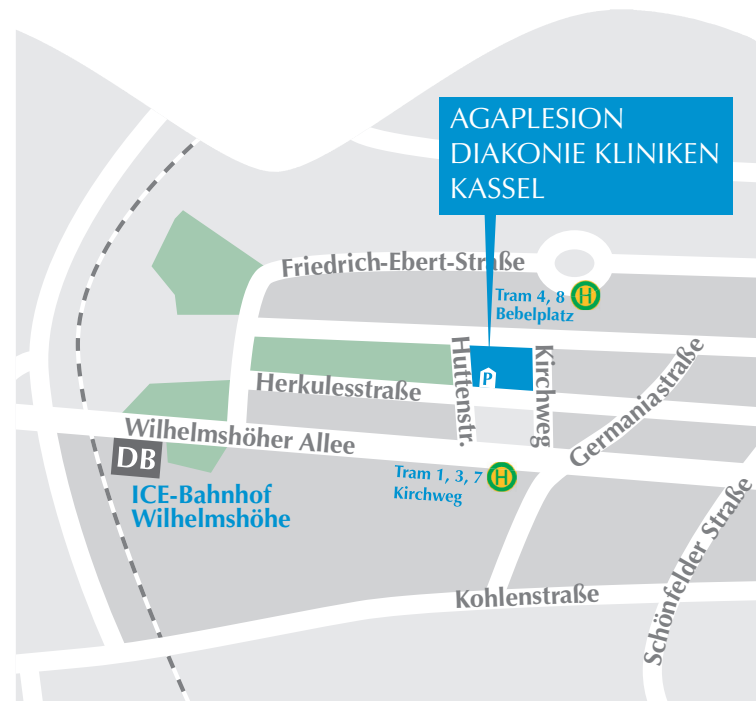 AGAPLESION
DIAKONIE KLINIKEN
KASSEL
Friedrich-Ebert-Straße
Tram 4, 8 H
Bebelplatz
Huttenstr.
Kirchweg
P
Herkulesstraße
Germaniastraße
Wilhelmshöher Allee
DB
Tram 1, 3, 7 H
Kirchweg
ICE-Bahnhof
Wilhelmshöhe
Schönfelder Straße
Kohlenstraße